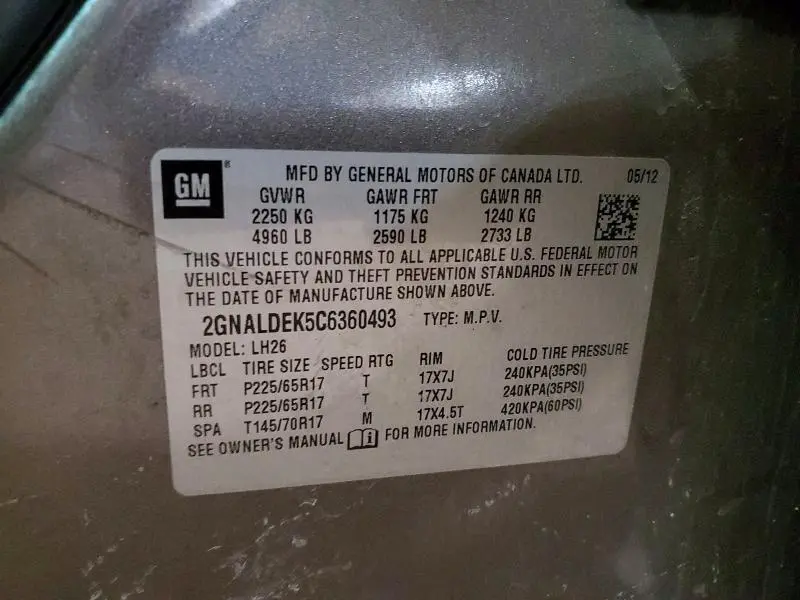 GM® MFD BY GENERAL MOTORS OF CANADA LTD. 05/12
GVWR GAWR FRT GAWR RR
2250 KG 1175 KG 1240 KG
4960 LB 2590 LB 2733 LB
THIS VEHICLE CONFORMS TO ALL APPLICABLE U.S. FEDERAL MOTOR
VEHICLE SAFETY AND THEFT PREVENTION STANDARDS IN EFFECT ON
THE DATE OF MANUFACTURE SHOWN ABOVE.
2GNALDEK5C6360493 TYPE: M.P.V.
MODEL: LH26
LBCL TIRE SIZE SPEED RTG RIM COLD TIRE PRESSURE
FRT P225/65R17 T 17X7J 240KPA(35PSI)
RR P225/65R17 T 17X7J 240KPA(35PSI)
SPA T145/70R17 M 17X4.5T 420KPA(60PSI)
SEE OWNER'S MANUAL FOR MORE INFORMATION.